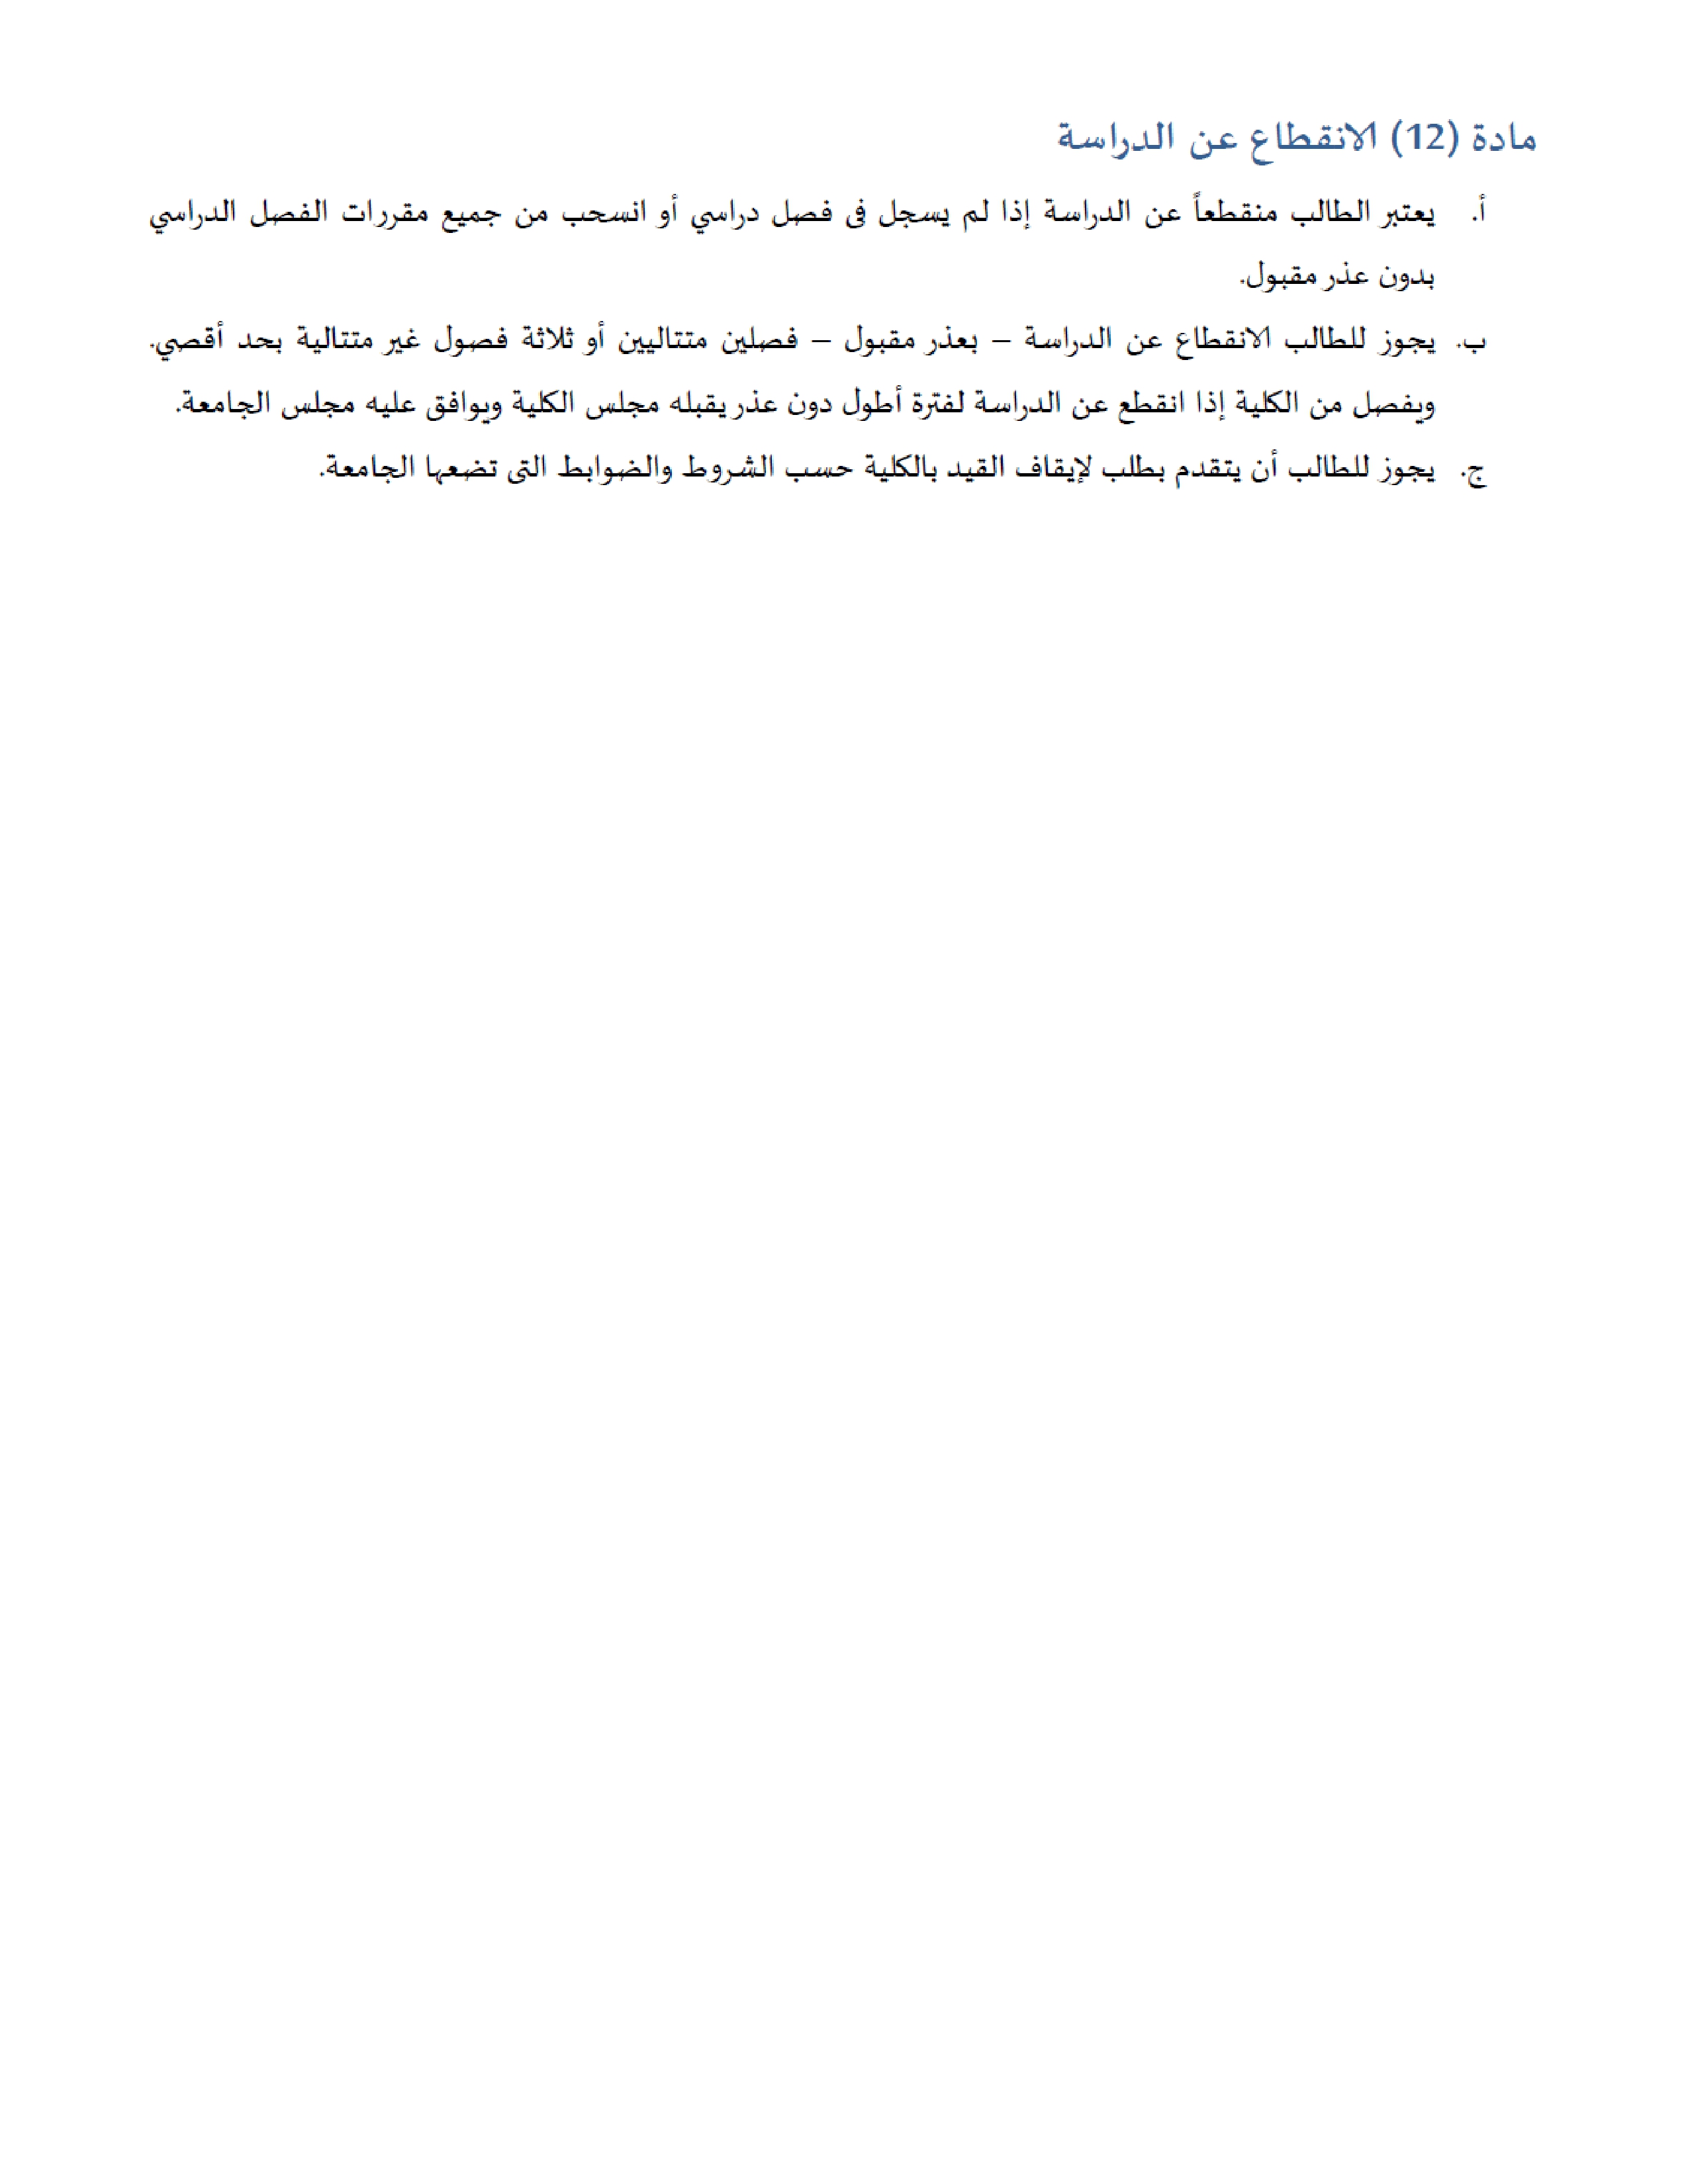 مادة (12) الانقطاع عن الدراسة
أ. يعتبر الطالب منقطعاً عن الدراسة إذا لم يسجل فى فصل دراسي أو انسحب من جميع مقررات الفصل الدراسي
بدون عذر مقبول.
ب. يجوز للطالب الانقطاع عن الدراسة – بعذر مقبول – فصلين متتاليين أو ثلاثة فصول غير متتالية بحد أقصي.
ويفصل من الكلية إذا انقطع عن الدراسة لفترة أطول دون عذر يقبله مجلس الكلية ويوافق عليه مجلس الجامعة.
ج. يجوز للطالب أن يتقدم بطلب لإيقاف القيد بالكلية حسب الشروط والضوابط التى تضعها الجامعة.